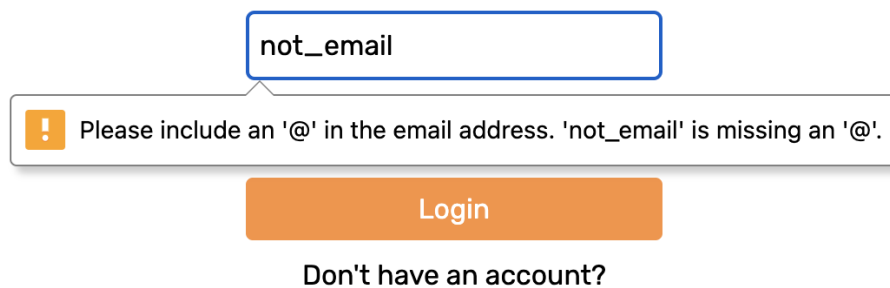 not_email
Please include an '@' in the email address. 'not_email' is missing an '@'.
Login
Don't have an account?